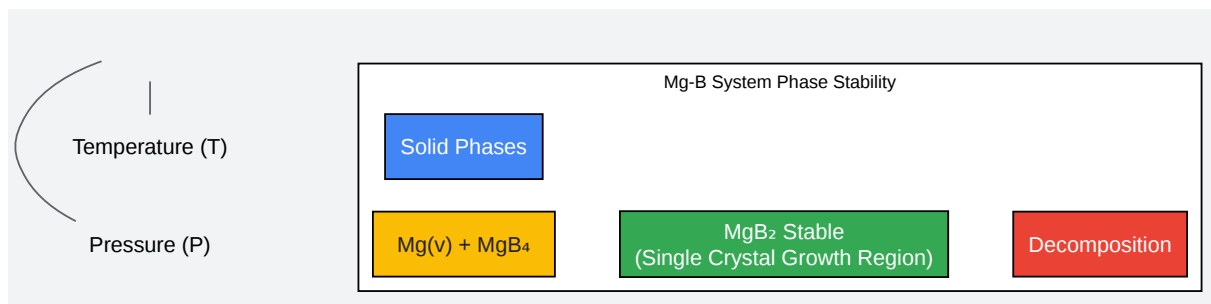 Mg-B System Phase Stability
Temperature (T)
Solid Phases
Pressure (P)
Mg(v) + MgB₄
MgB₂ Stable
(Single Crystal Growth Region)
Decomposition